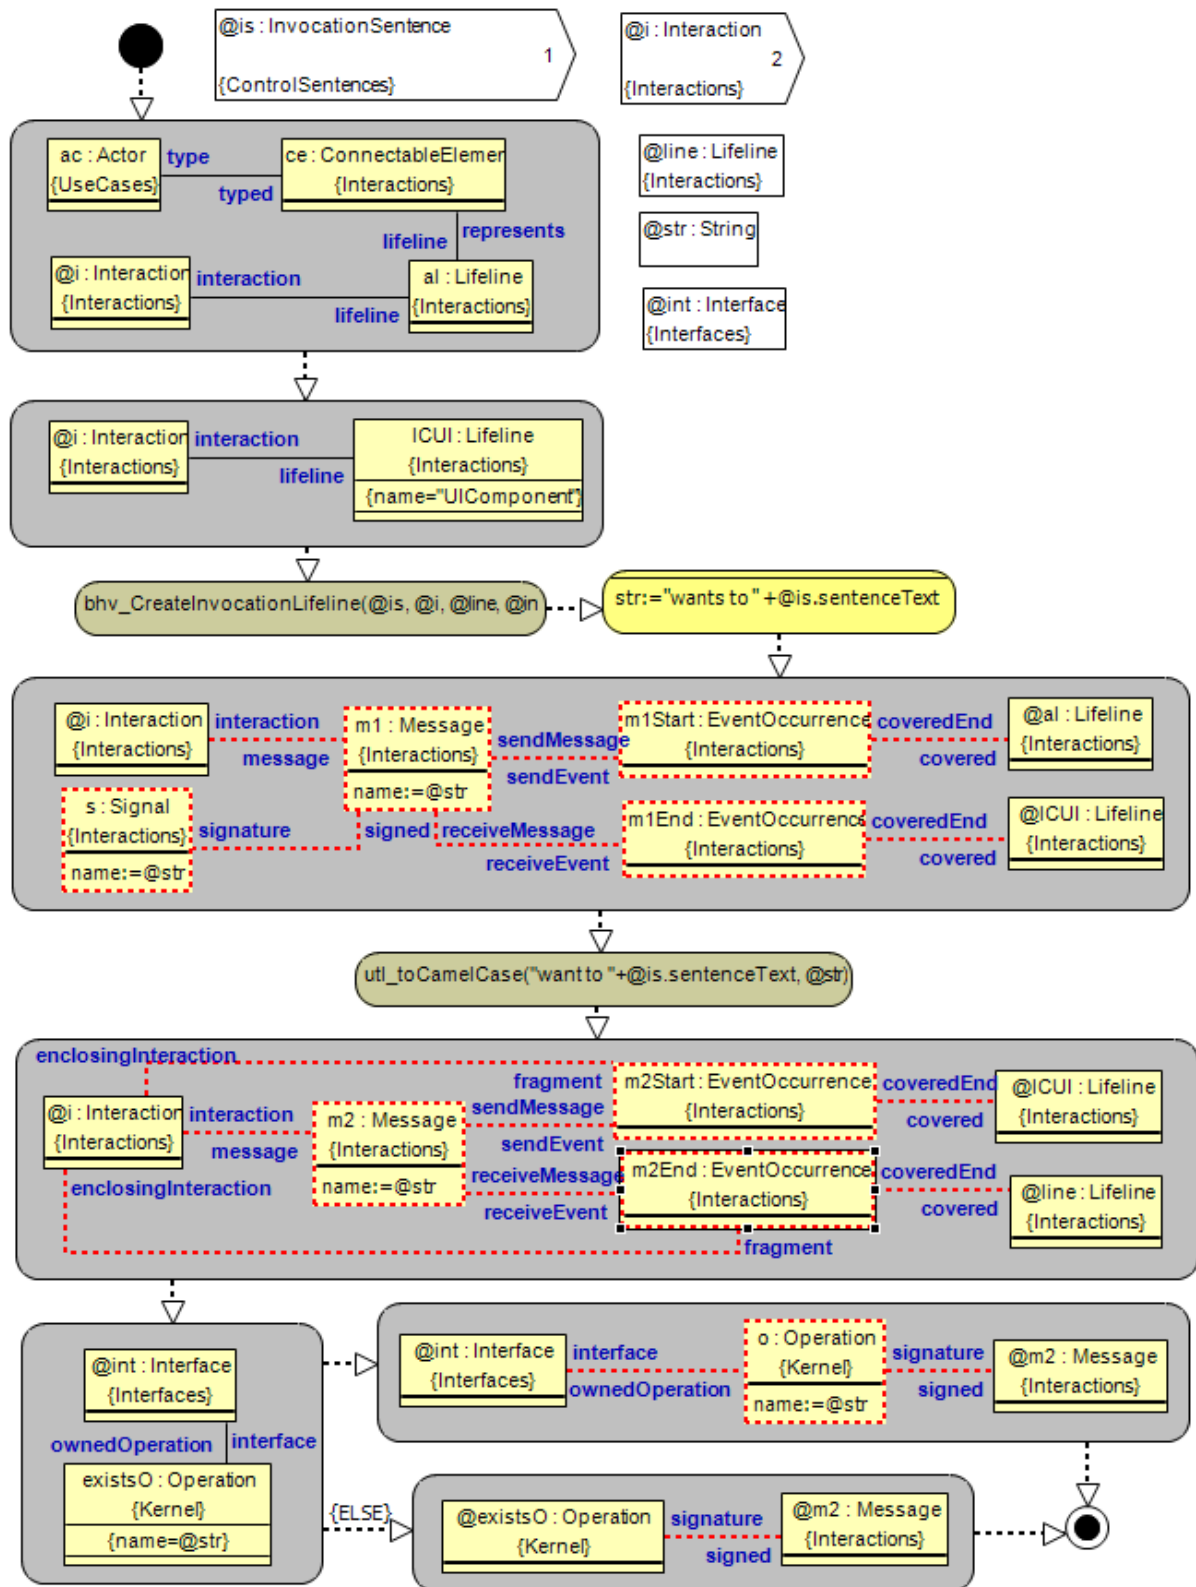 @is : InvocationSentence
1
{ControlSentences}
@i : Interaction
2
{Interactions}
ac : Actor
{UseCases}
type
typed
ce : ConnectableElemer
{Interactions}
@line : Lifeline
{Interactions}
represents
lifeline
@str : String
@i : Interaction
{Interactions}
interaction
lifeline
al : Lifeline
{Interactions}
@int : Interface
{Interfaces}
@i : Interaction
{Interactions}
interaction
lifeline
lCUI : Lifeline
{Interactions}
{name="UIComponent"}
bhv_CreateInvocationLifeline(@is, @i, @line, @in
str:="wants to " +@is.sentenceText
@i : Interaction
{Interactions}
interaction
message
m1 : Message
{Interactions}
name:=@str
sendMessage
sendEvent
m1Start : EventOccurrence
{Interactions}
coveredEnd
covered
@al : Lifeline
{Interactions}
s : Signal
{Interactions}
name:=@str
signature
signed
receiveMessage
receiveEvent
m1End : EventOccurrence
{Interactions}
coveredEnd
covered
@lCUI : Lifeline
{Interactions}
utl_toCamelCase("want to "+@is.sentenceText, @str)
enclosingInteraction
fragment
@i : Interaction
{Interactions}
interaction
message
enclosingInteraction
m2 : Message
{Interactions}
name:=@str
sendMessage
sendEvent
m2Start : EventOccurrence
{Interactions}
coveredEnd
covered
@lCUI : Lifeline
{Interactions}
receiveMessage
receiveEvent
m2End : EventOccurrence
{Interactions}
coveredEnd
covered
@line : Lifeline
{Interactions}
fragment
@int : Interface
{Interfaces}
ownedOperation
interface
existsO : Operation
{Kernel}
{name=@str}
@int : Interface
{Interfaces}
interface
ownedOperation
o : Operation
{Kernel}
name:=@str
signature
signed
@m2 : Message
{Interactions}
{ELSE}
@existsO : Operation
{Kernel}
signature
signed
@m2 : Message
{Interactions}